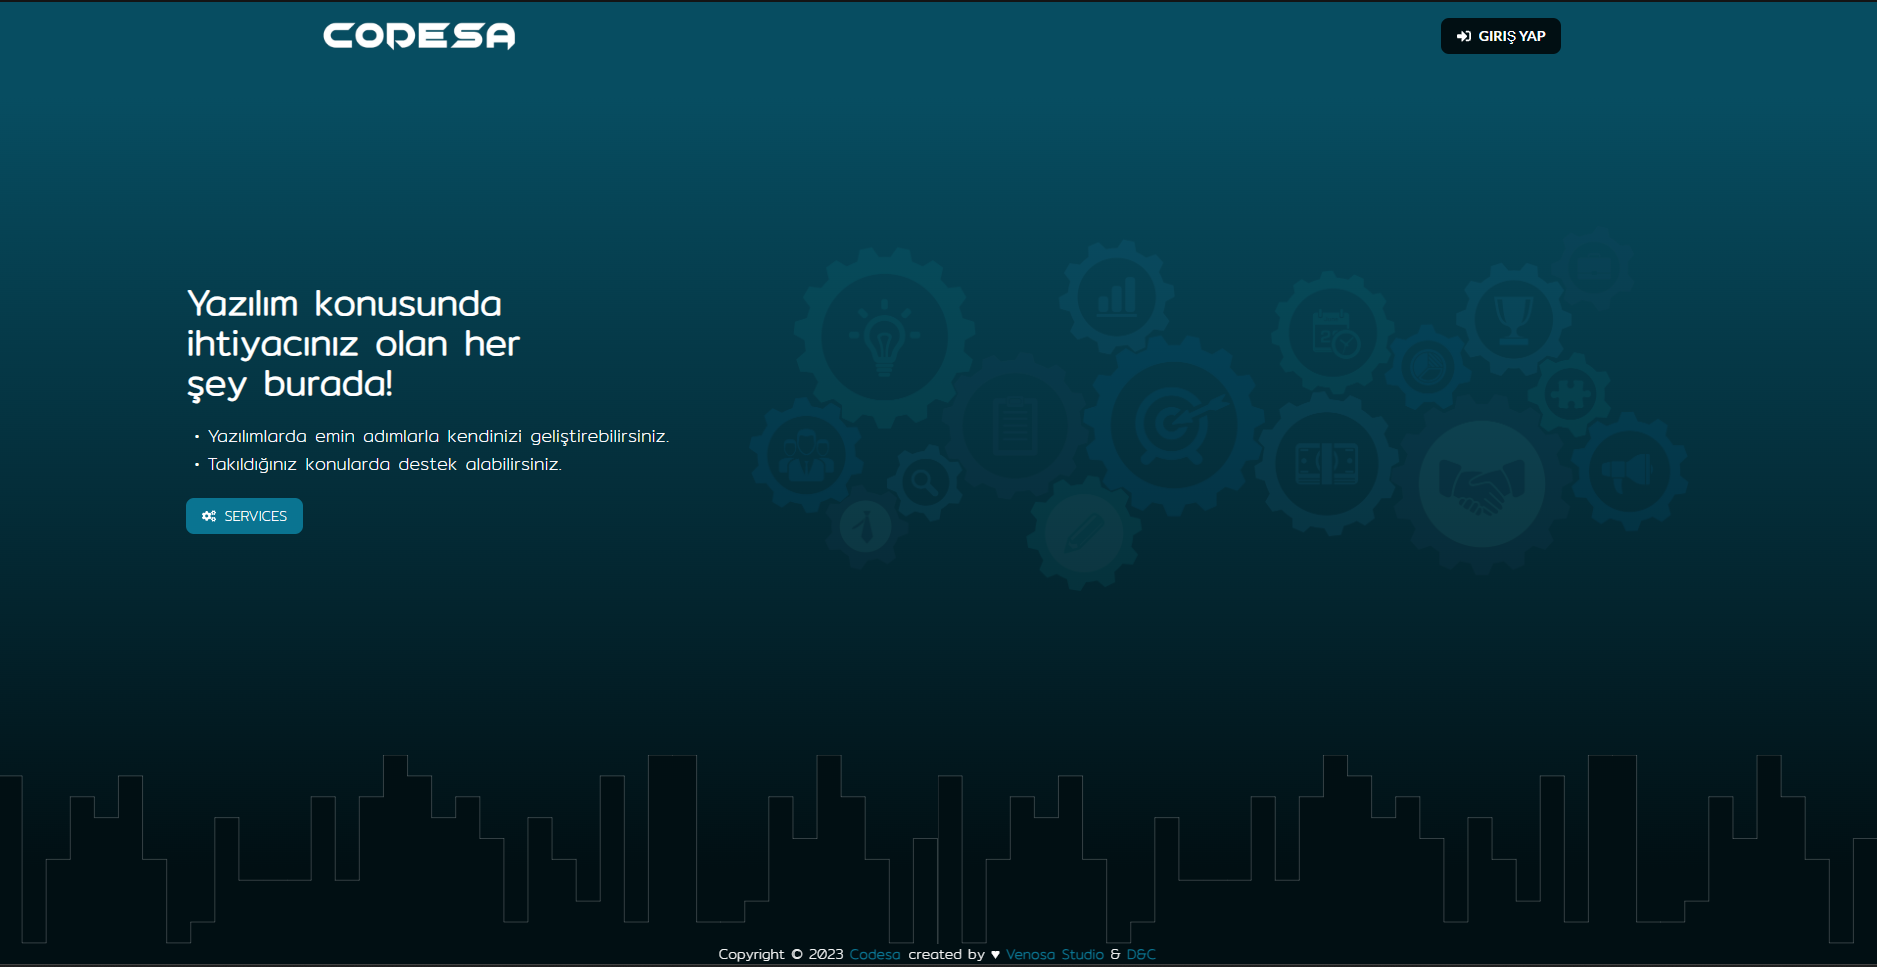 CODESA
GIRIŞ YAP
Yazılım konusunda
ihtiyacınız olan her
şey burada!
• Yazılımlarda emin adımlarla kendinizi geliştirebilirsiniz.
• Takıldığınız konularda destek alabilirsiniz.
SERVICES
25
Copyright © 2023 Codesa created by ♥ Venosa Studio & D&C